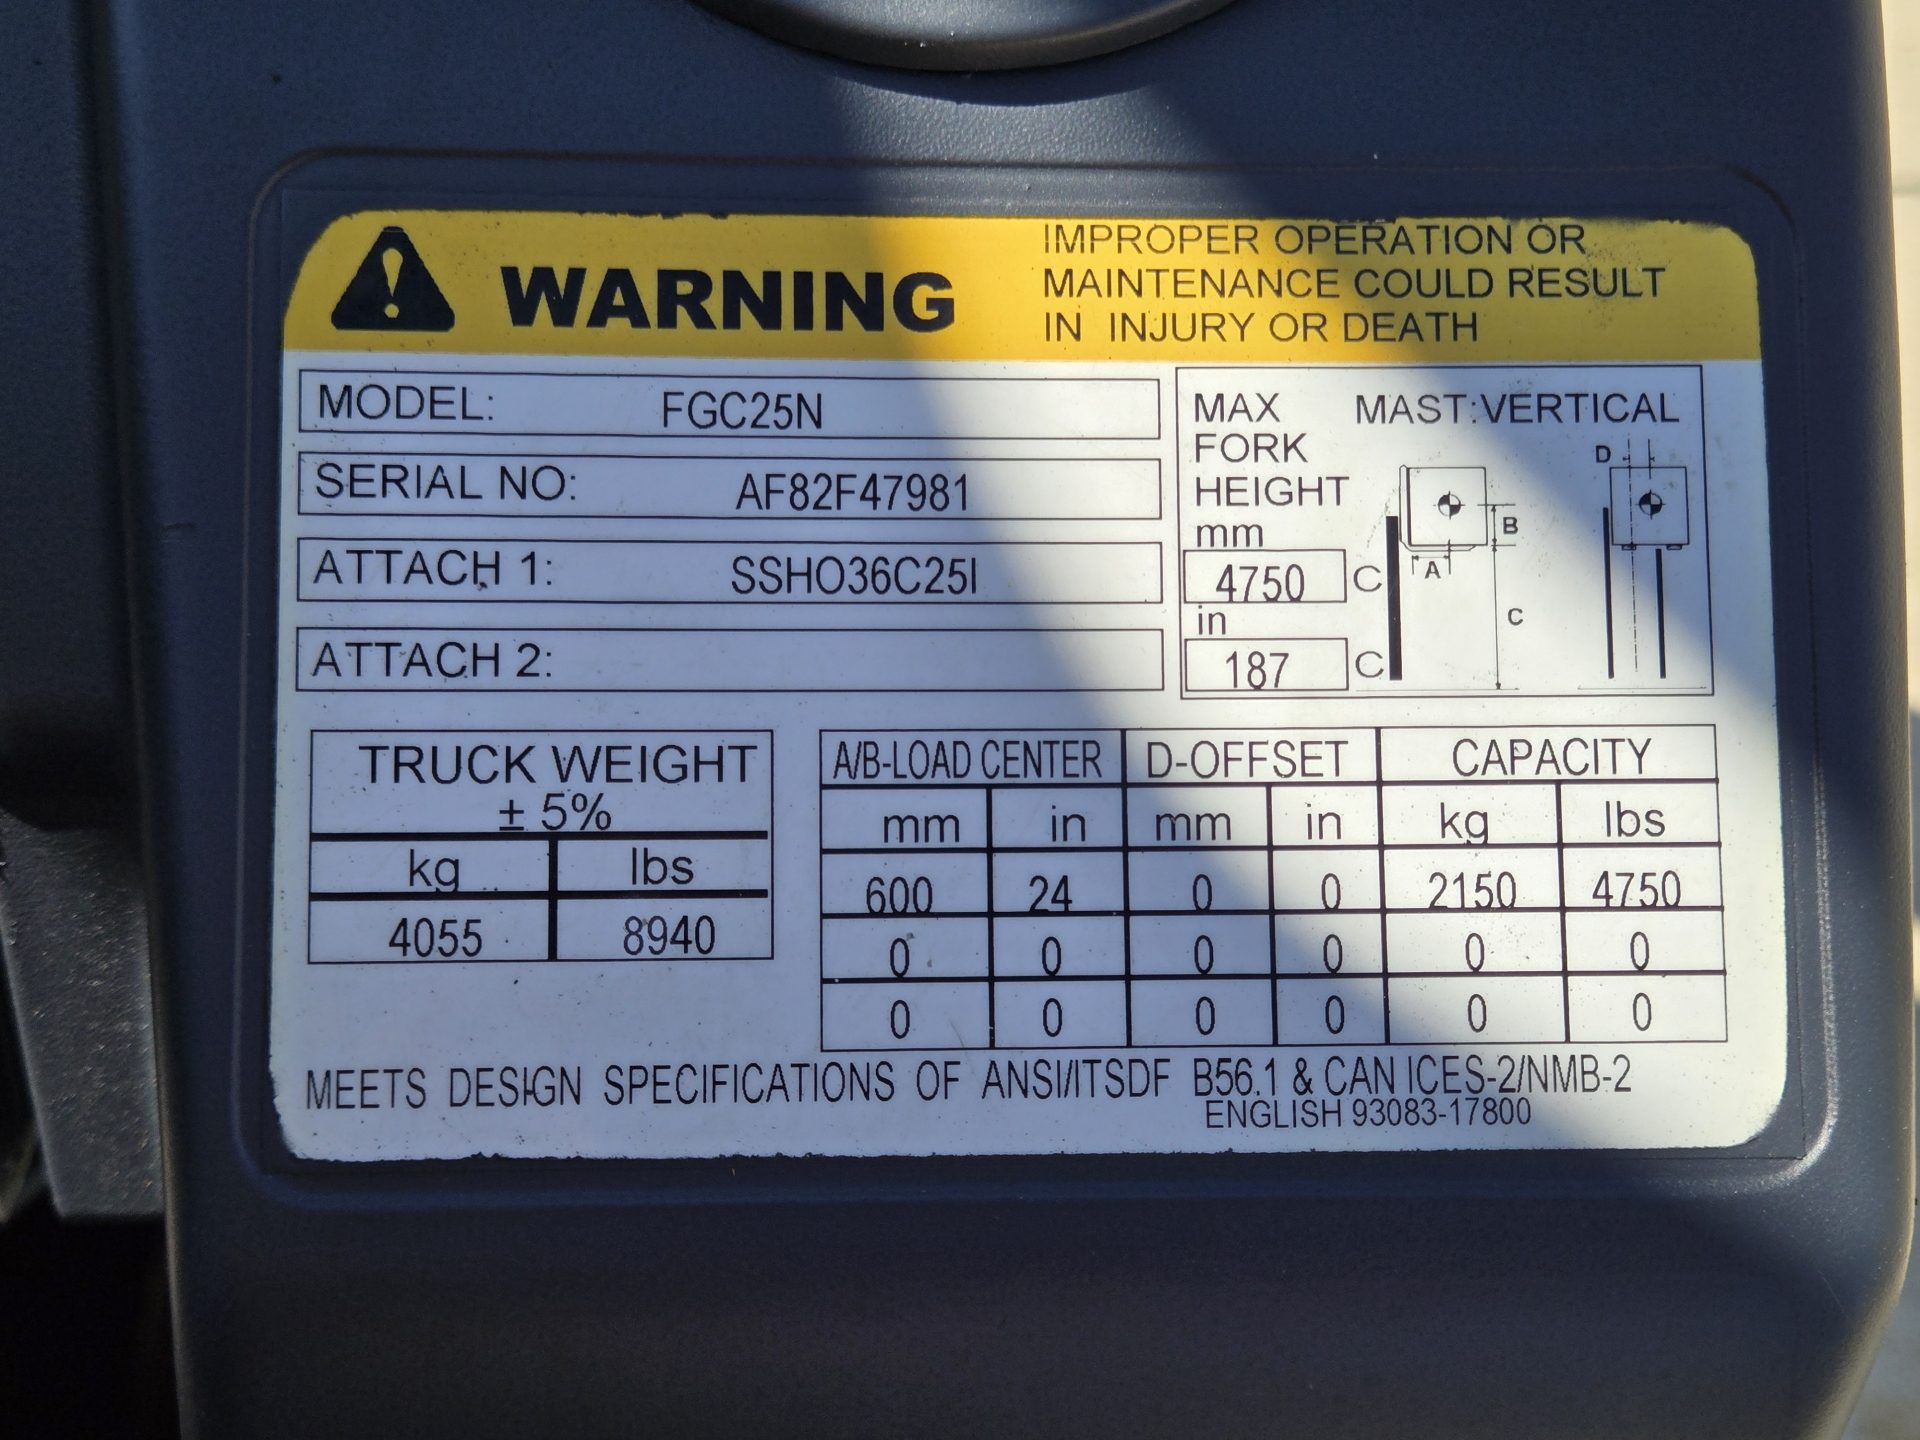 WARNING
IMPROPER OPERATION OR
MAINTENANCE COULD RESULT
IN INJURY OR DEATH
MODEL: FGC25N
SERIAL NO: AF82F47981
ATTACH 1: SSHO36C25I
ATTACH 2:
MAX MAST:VERTICAL
FORK
HEIGHT
mm
4750 C
in
187 C
D
B
A
C
TRUCK WEIGHT
± 5%
kg lbs
4055 8940
A/B-LOAD CENTER D-OFFSET CAPACITY
mm in mm in kg lbs
600 24 0 0 2150 4750
0 0 0 0 0 0
0 0 0 0 0 0
MEETS DESIGN SPECIFICATIONS OF ANSI/ITSDF B56.1 & CAN ICES-2/NMB-2
ENGLISH 93083-17800